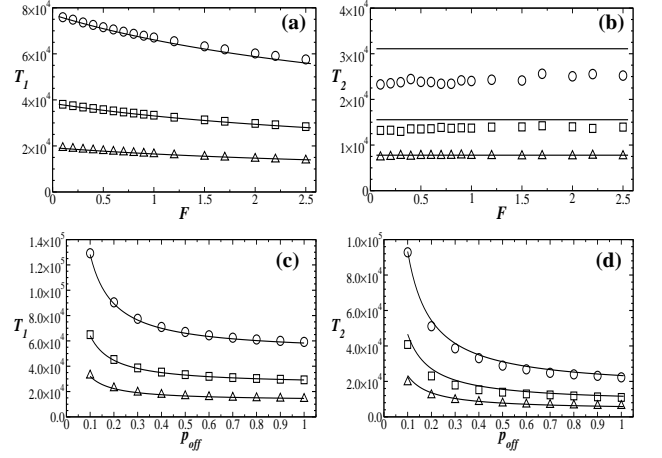 (a)
8×10⁴
6×10⁴
4×10⁴
2×10⁴
0
T₁
0 0.5 1.0 1.5 2.0 2.5
F
(b)
4×10⁴
3×10⁴
2×10⁴
1×10⁴
0
T₂
0 0.5 1.0 1.5 2.0 2.5
F
(c)
1.4×10⁵
1.2×10⁵
1.0×10⁵
8.0×10⁴
6.0×10⁴
4.0×10⁴
2.0×10⁴
0.0
T₁
0.1 0.2 0.3 0.4 0.5 0.6 0.7 0.8 0.9 1
p_off
(d)
1.0×10⁵
8.0×10⁴
6.0×10⁴
4.0×10⁴
2.0×10⁴
0.0
T₂
0.1 0.2 0.3 0.4 0.5 0.6 0.7 0.8 0.9 1
p_off